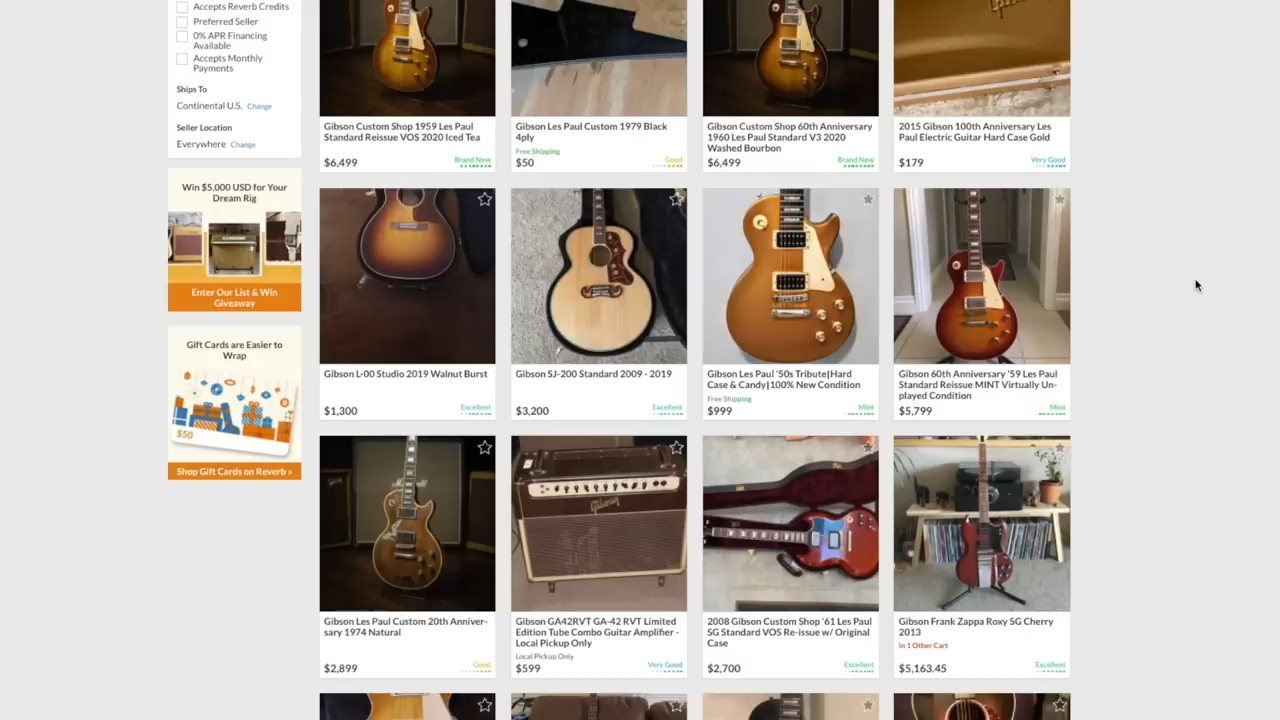 Accepts Reverb Credits
Preferred Seller
0% APR Financing
Available
Accepts Monthly
Payments
Ships To
Continental U.S. Change
Seller Location
Everywhere Change
Win $5,000 USD for Your
Dream Rig
Enter Our List & Win
Giveaway
Gift Cards are Easier to
Wrap
$50
Shop Gift Cards on Reverb »
Gibson Custom Shop 1959 Les Paul
Standard Reissue VOS 2020 Iced Tea
$6,499
Brand New
Gibson Les Paul Custom 1979 Black
4ply
Free Shipping
$50
Good
Gibson Custom Shop 60th Anniversary
1960 Les Paul Standard V3 2020
Washed Bourbon
$6,499
Brand New
2015 Gibson 100th Anniversary Les
Paul Electric Guitar Hard Case Gold
$179
Very Good
Gibson L-00 Studio 2019 Walnut Burst
$1,300
Excellent
Gibson SJ-200 Standard 2009 - 2019
$3,200
Excellent
Gibson Les Paul '50s Tribute|Hard
Case & Candy|100% New Condition
Free Shipping
$999
Mint
Gibson 60th Anniversary '59 Les Paul
Standard Reissue MINT Virtually Un-
played Condition
$5,799
Mint
Gibson Les Paul Custom 20th Anniver-
sary 1974 Natural
$2,899
Good
Gibson
Gibson GA42RVT GA-42 RVT Limited
Edition Tube Combo Guitar Amplifier -
Local Pickup Only
Local Pickup Only
$599
Very Good
2008 Gibson Custom Shop '61 Les Paul
SG Standard VOS Re-issue w/ Original
Case
$2,700
Excellent
Gibson Frank Zappa Roxy SG Cherry
2013
In 1 Other Cart
$5,163.45
Excellent